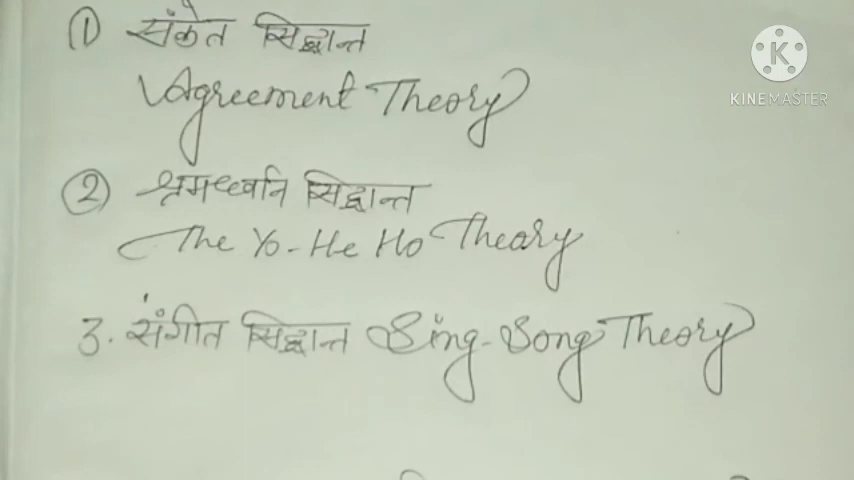 ① संकेत सिद्धान्त
Agreement Theory
② श्रमध्वनि सिद्धान्त
The Yo-He Ho Theory
3. संगीत सिद्धान्त Sing-Song Theory
KINEMASTER